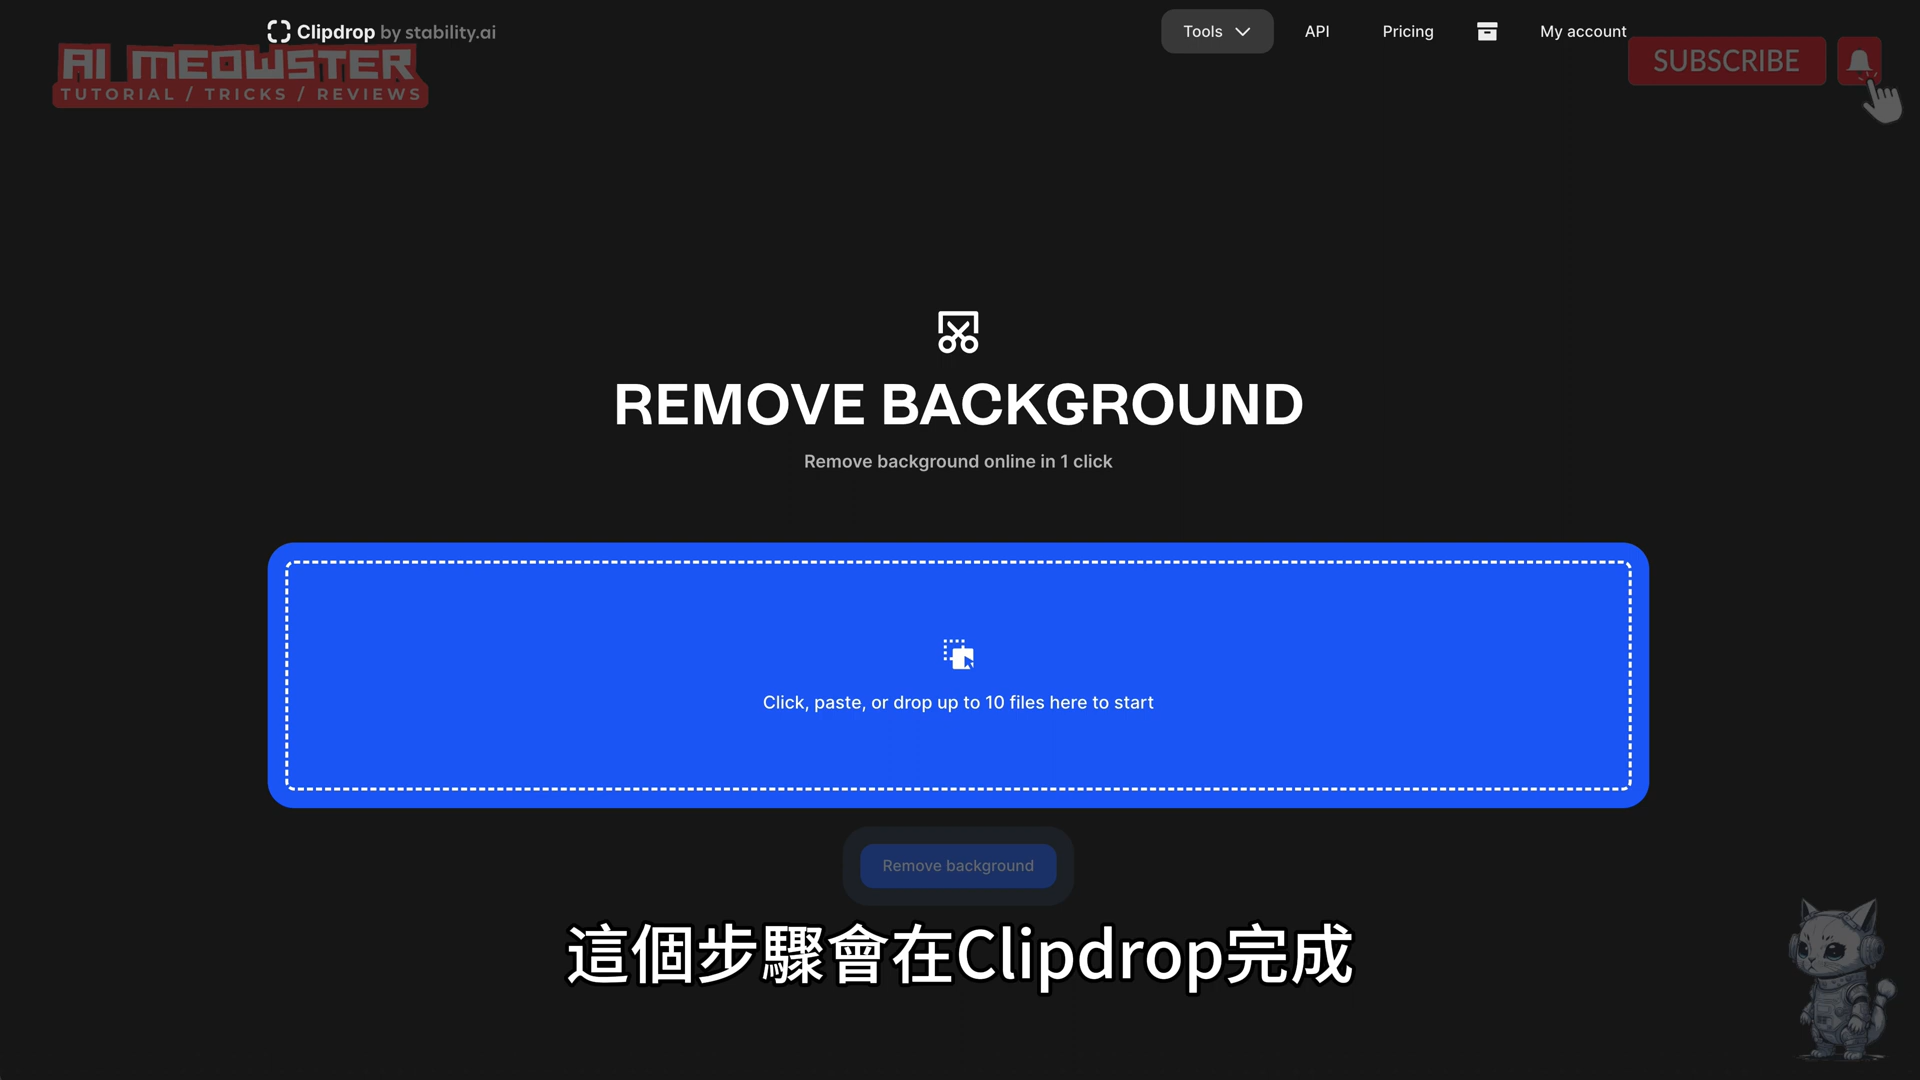 Clipdrop by stability.ai
Tools
API
Pricing
My account
AI MEOWSTER
TUTORIAL / TRICKS / REVIEWS
SUBSCRIBE
REMOVE BACKGROUND
Remove background online in 1 click
Click, paste, or drop up to 10 files here to start
Remove background
這個步驟會在Clipdrop完成